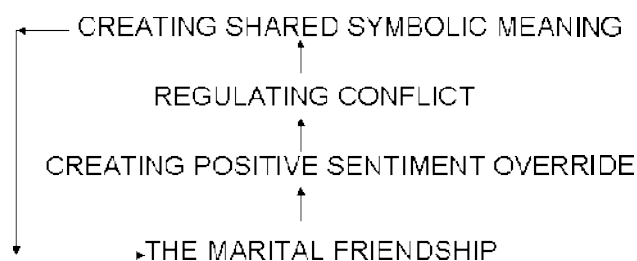 CREATING SHARED SYMBOLIC MEANING
REGULATING CONFLICT
CREATING POSITIVE SENTIMENT OVERRIDE
THE MARITAL FRIENDSHIP